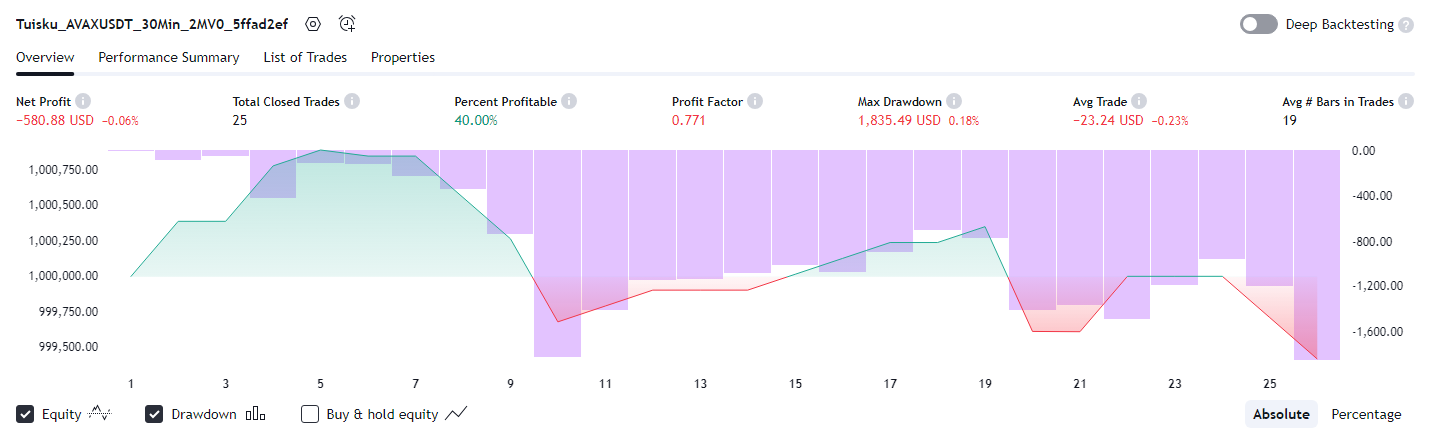 Tuisku_AVAXUSDT_30Min_2MV0_5ffad2ef
Deep Backtesting ?
Overview Performance Summary List of Trades Properties
Net Profit Total Closed Trades Percent Profitable Profit Factor Max Drawdown Avg Trade Avg # Bars in Trades
−580.88 USD −0.06% 25 40.00% 0.771 1,835.49 USD 0.18% −23.24 USD −0.23% 19
0.00
1,000,750.00
-400.00
1,000,500.00
1,000,250.00 -800.00
1,000,000.00
-1,200.00
999,750.00
-1,600.00
999,500.00
1 3 5 7 9 11 13 15 17 19 21 23 25
Equity Drawdown Buy & hold equity Absolute Percentage